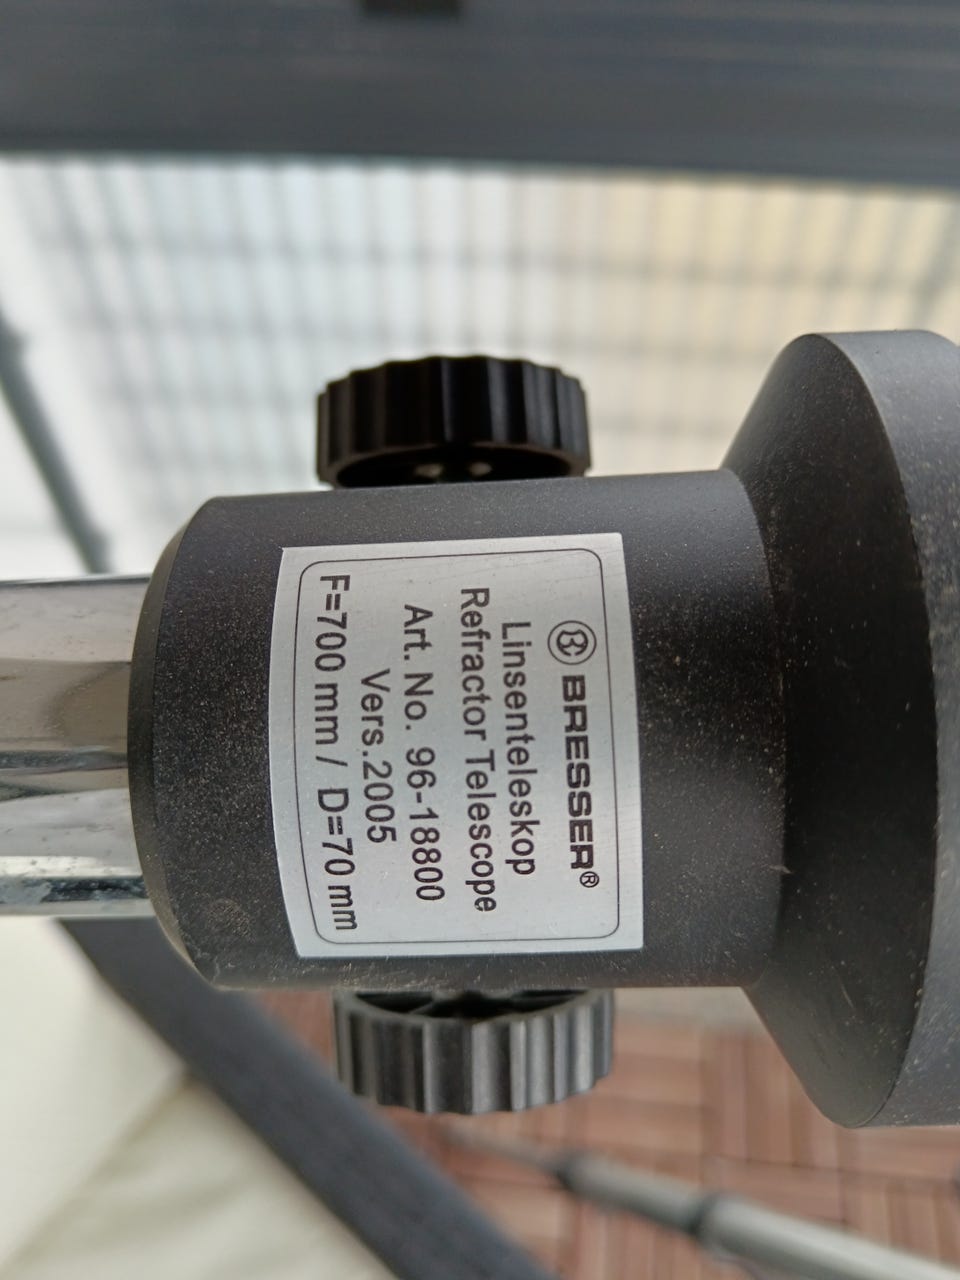 BRESSER®
Linsenteleskop
Refractor Telescope
Art. No. 96-18800
Vers.2005
F=700 mm / D=70 mm